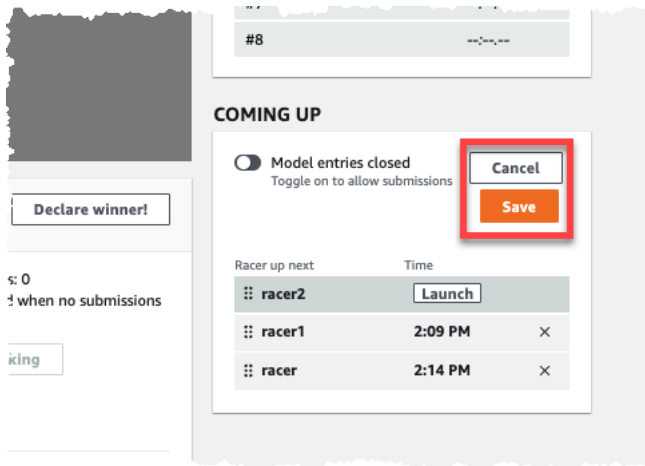 #8 --:--.--
COMING UP
Model entries closed
Toggle on to allow submissions
Cancel
Save
Declare winner!
Racer up next Time
s: 0
racer2 Launch
when no submissions
racer1 2:09 PM
king
racer 2:14 PM